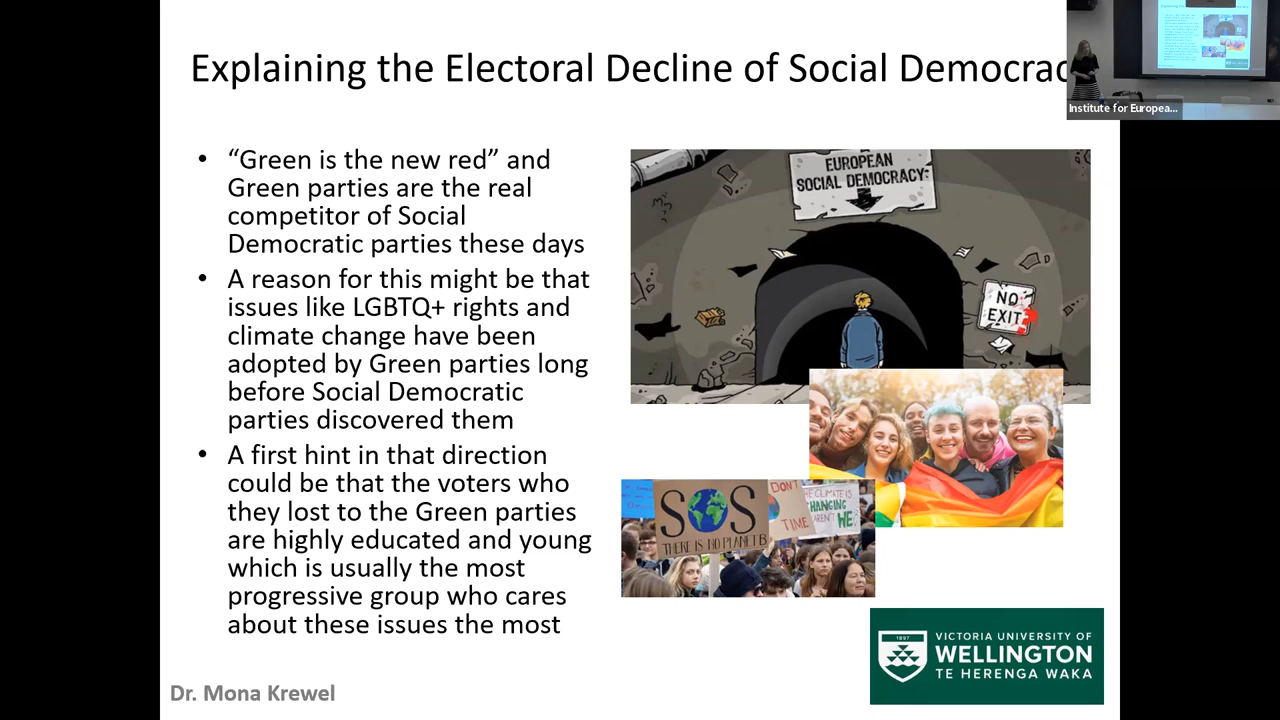 Explaining the Electoral Decline of Social Democrac
Institute for Europea...
• “Green is the new red” and
Green parties are the real
competitor of Social
Democratic parties these days
• A reason for this might be that
issues like LGBTQ+ rights and
climate change have been
adopted by Green parties long
before Social Democratic
parties discovered them
• A first hint in that direction
could be that the voters who
they lost to the Green parties
are highly educated and young
which is usually the most
progressive group who cares
about these issues the most
EUROPEAN
SOCIAL DEMOCRACY
NO
EXIT?
SOS
THERE IS NO PLANET B
DON'T
TIME
THE CLIMATE IS
CHANGING
AREN'T WE
1897
VICTORIA UNIVERSITY OF
WELLINGTON
TE HERENGA WAKA
Dr. Mona Krewel